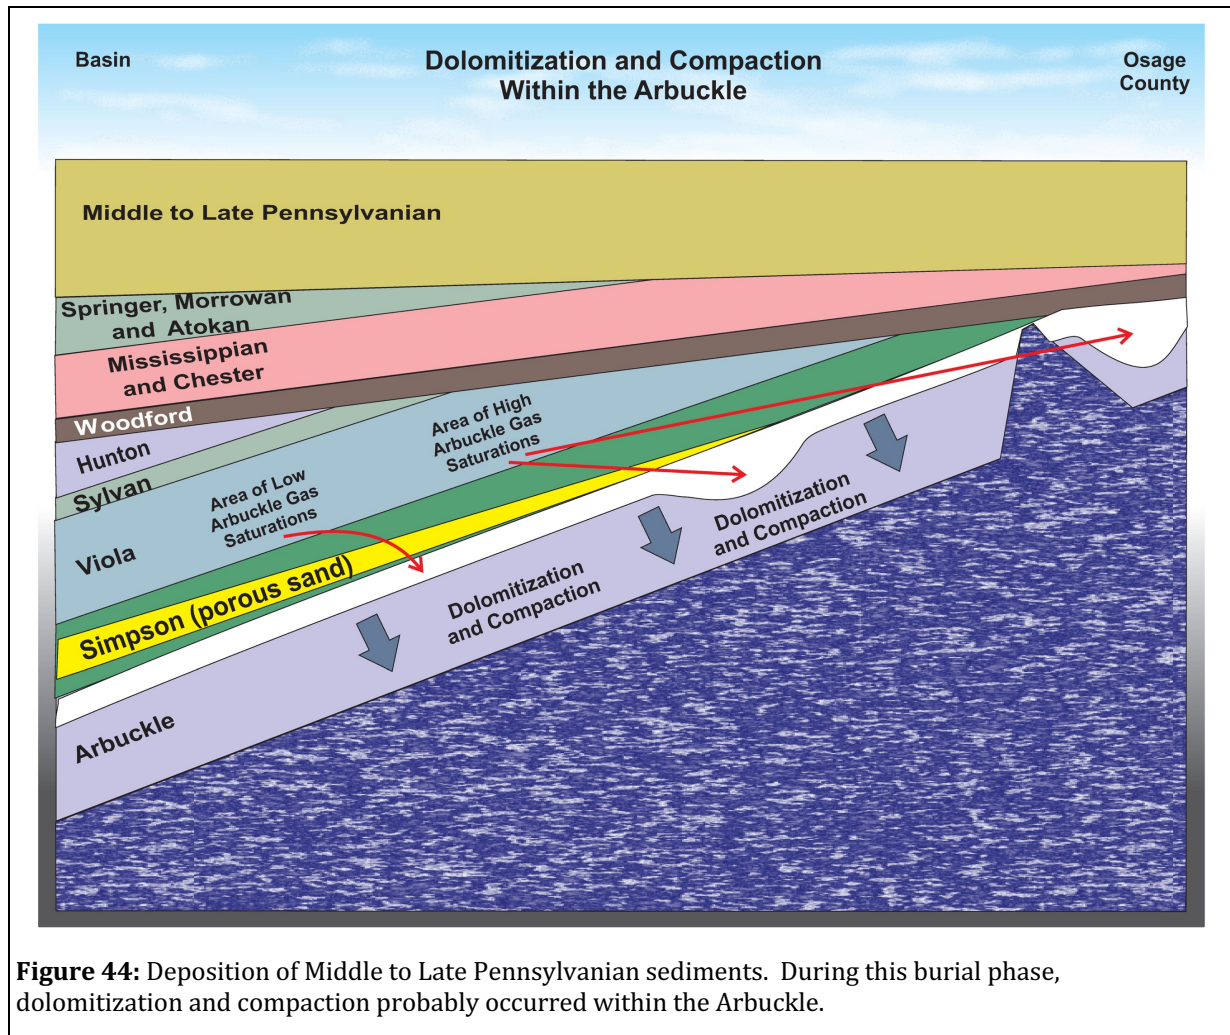 Basin
Dolomitization and Compaction
Within the Arbuckle
Osage
County
Middle to Late Pennsylvanian
Springer, Morrowan
and Atokan
Mississippian
and Chester
Woodford
Hunton
Sylvan
Viola
Area of Low
Arbuckle Gas
Saturations
Area of High
Arbuckle Gas
Saturations
Simpson (porous sand)
Arbuckle
Dolomitization
and Compaction
Dolomitization
and Compaction
Figure 44: Deposition of Middle to Late Pennsylvanian sediments. During this burial phase,
dolomitization and compaction probably occurred within the Arbuckle.